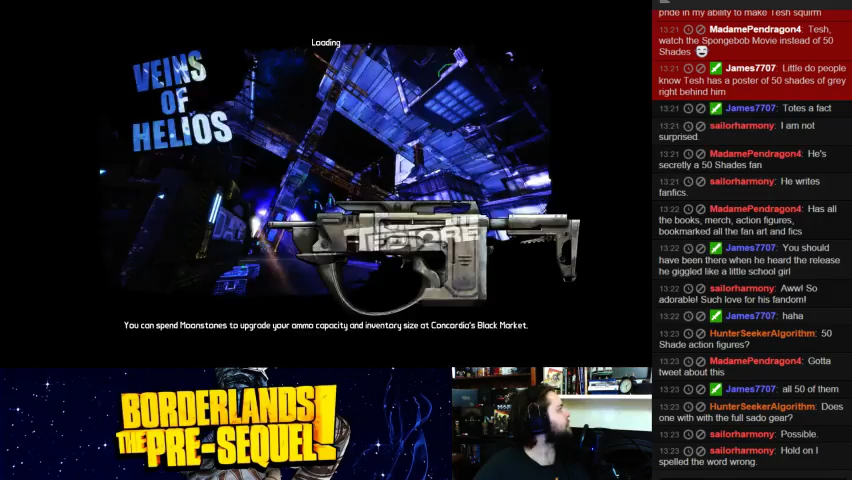 Loading
VEINS
OF
HELIOS
TEDIORE
You can spend Moonstones to upgrade your ammo capacity and inventory size at Concordia's Black Market.
BORDERLANDS
THE PRE-SEQUEL!
pride in my ability to make Tesh squirm
13:21 MadamePendragon4: Tesh,
watch the Spongebob Movie instead of 50
Shades
13:21 James7707: Little do people
know Tesh has a poster of 50 shades of grey
right behind him
13:21 James7707: Totes a fact
13:21 sailorharmony: I am not
surprised.
13:21 MadamePendragon4: He's
secretly a 50 Shades fan
13:21 sailorharmony: He writes
fanfics.
13:22 MadamePendragon4: Has all
the books, merch, action figures,
bookmarked all the fan art and fics
13:22 James7707: You should
have been there when he heard the release
he giggled like a little school girl
13:22 sailorharmony: Aww! So
adorable! Such love for his fandom!
13:22 James7707: haha
13:23 HunterSeekerAlgorithm: 50
Shade action figures?
13:23 MadamePendragon4: Gotta
tweet about this
13:23 James7707: all 50 of them
13:23 HunterSeekerAlgorithm: Does
one with with the full sado gear?
13:23 sailorharmony: Possible.
13:23 sailorharmony: Hold on I
spelled the word wrong.